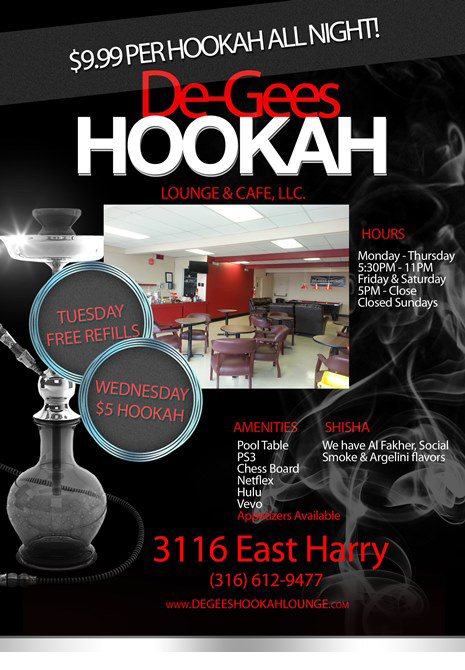 $9.99 PER HOOKAH ALL NIGHT!
De-Gees
HOOKAH
LOUNGE & CAFE, LLC.
HOURS
Monday - Thursday
5:30PM - 11PM
Friday & Saturday
5PM - Close
Closed Sundays
TUESDAY
FREE REFILLS
WEDNESDAY
$5 HOOKAH
AMENITIES
Pool Table
PS3
Chess Board
Netflex
Hulu
Vevo
Appetizers Available
SHISHA
We have Al Fakher, Social
Smoke & Argelini flavors
3116 East Harry
(316) 612-9477
WWW.DEGEESHOOKAHLOUNGE.COM